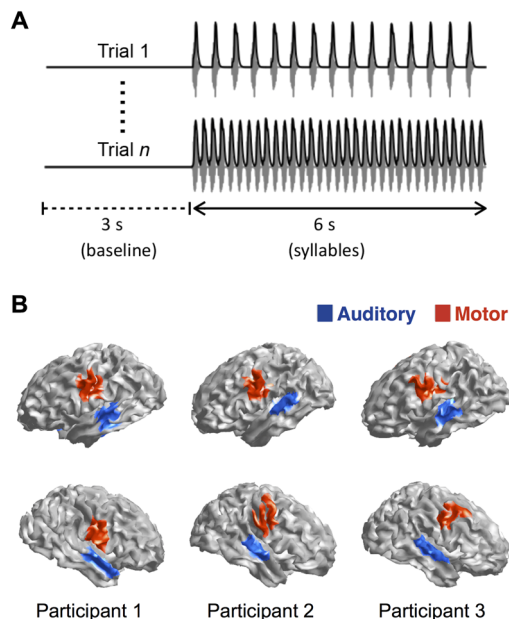 A
Trial 1
Trial n
3 s
(baseline)
6 s
(syllables)
B
Auditory Motor
Participant 1 Participant 2 Participant 3